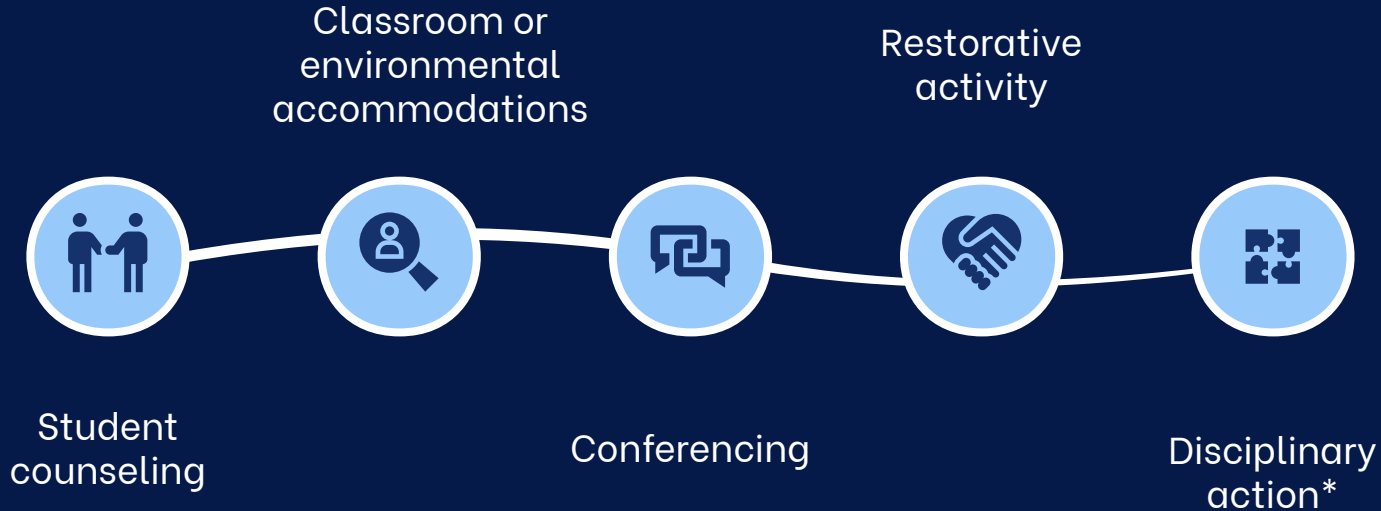 Classroom or
environmental
accommodations
Restorative
activity
Student
counseling
Conferencing
Disciplinary
action*